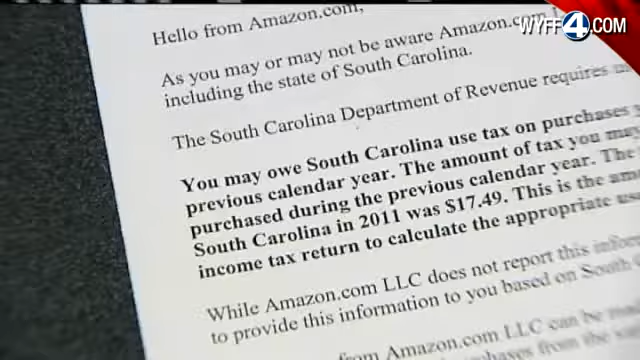 WYFF4.COM
Hello from Amazon.com,
As you may or may not be aware Amazon.com
including the state of South Carolina.
The South Carolina Department of Revenue requires
You may owe South Carolina use tax on purchases
previous calendar year. The amount of tax you may
purchased during the previous calendar year. The
South Carolina in 2011 was $17.49. This is the
income tax return to calculate the appropriate
While Amazon.com LLC does not report this
to provide this information to you based on South
from Amazon.com LLC can be
from the